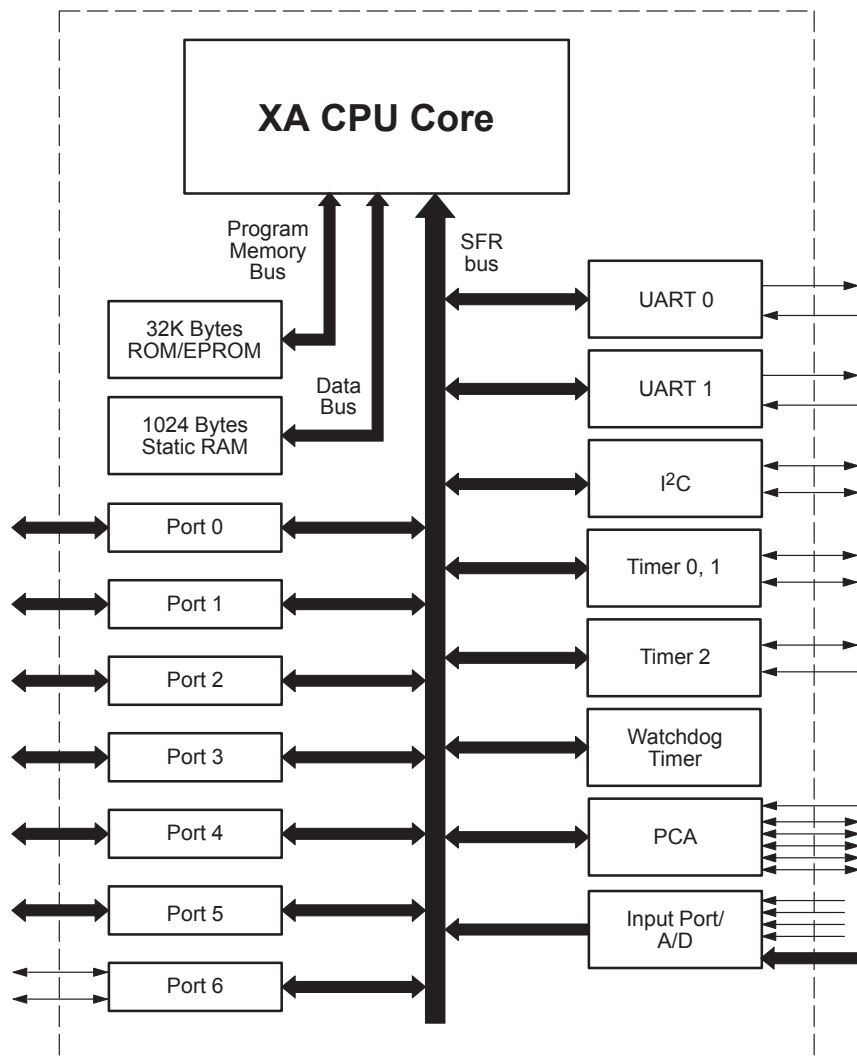 XA CPU Core
Program
Memory
Bus
SFR
bus
32K Bytes
ROM/EPROM
Data
Bus
1024 Bytes
Static RAM
Port 0
Port 1
Port 2
Port 3
Port 4
Port 5
Port 6
UART 0
UART 1
I²C
Timer 0, 1
Timer 2
Watchdog
Timer
PCA
Input Port/
A/D